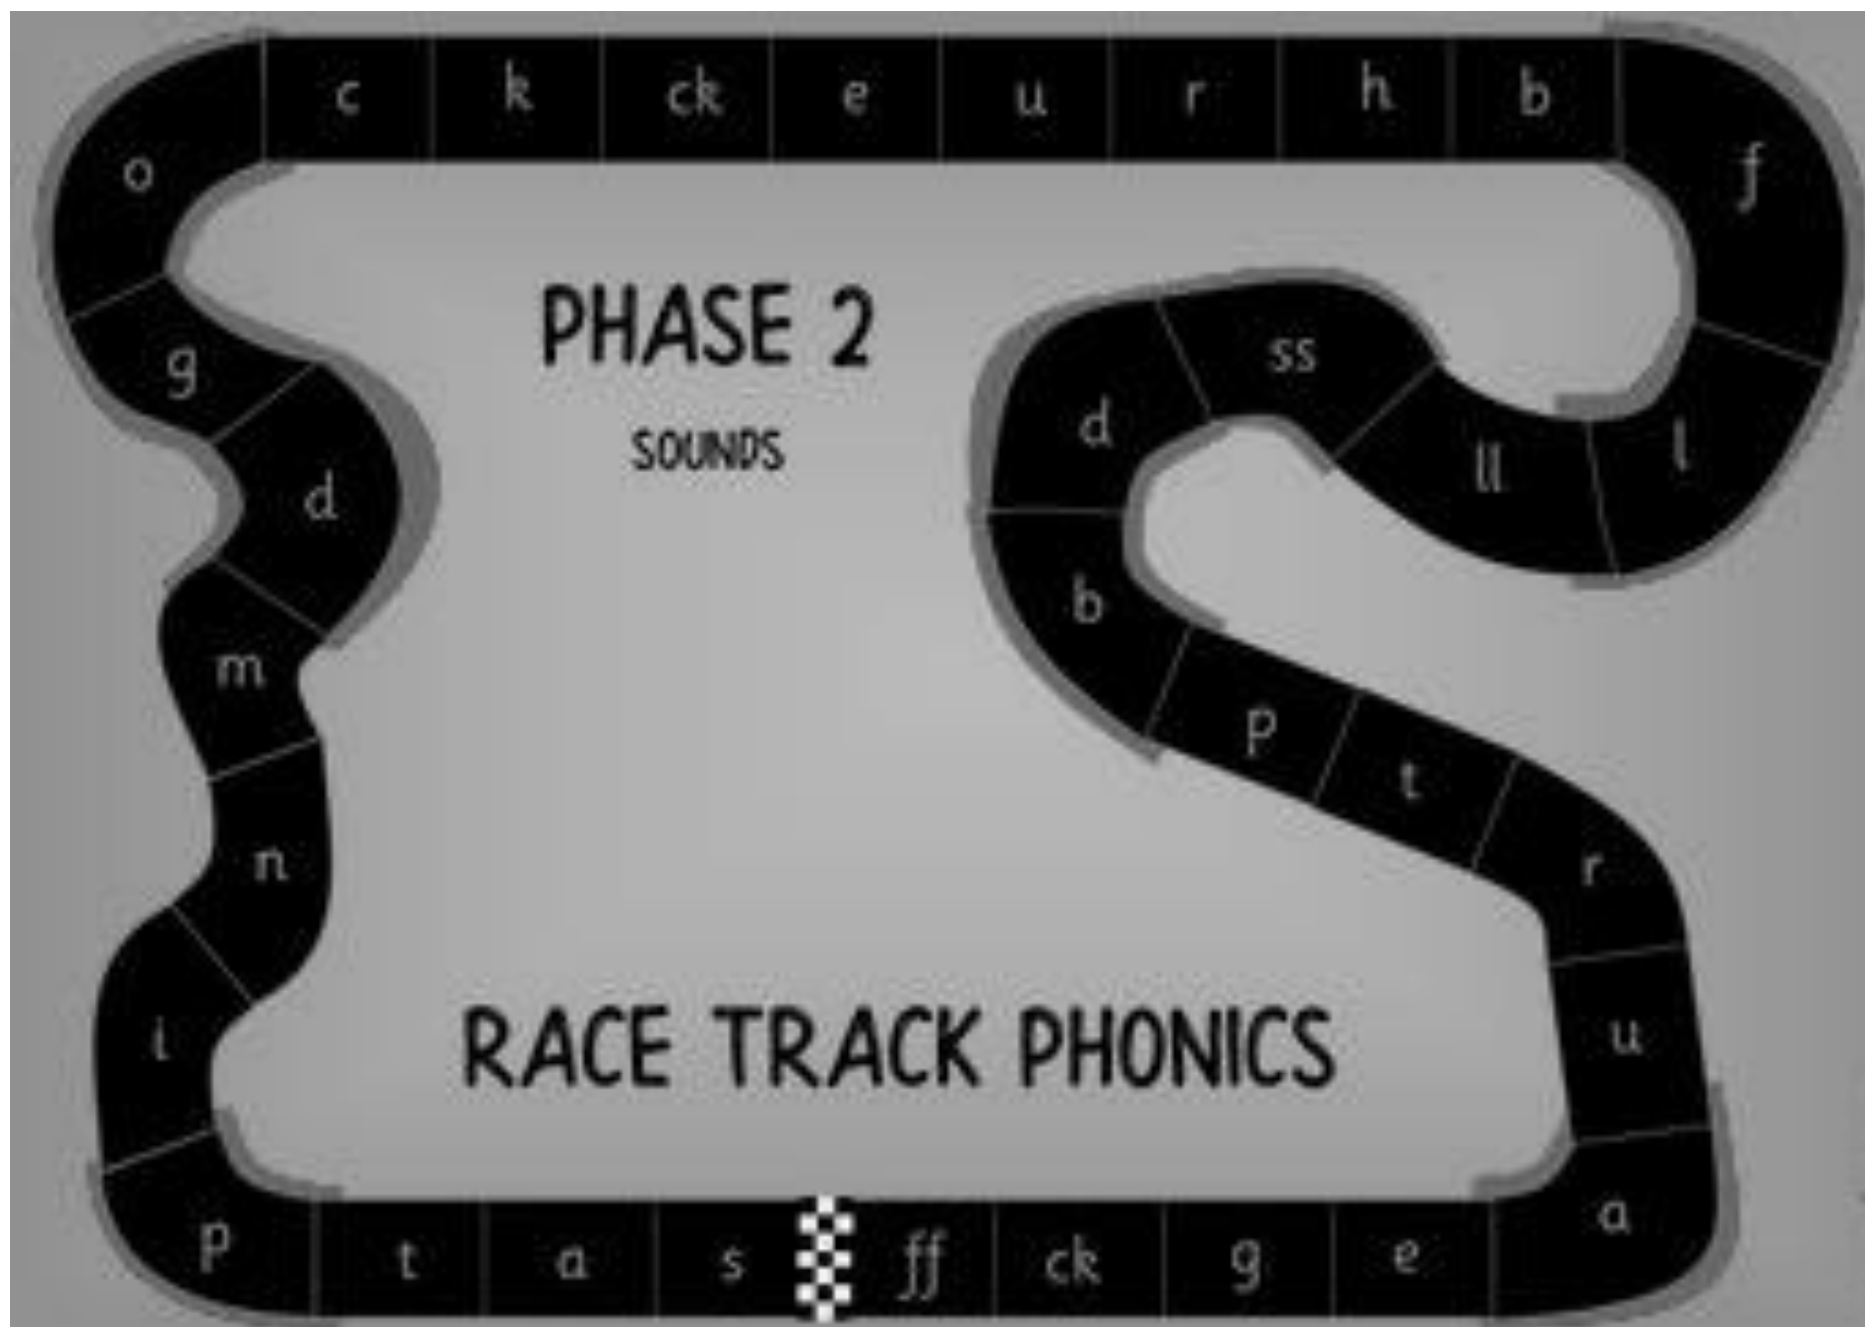 c k ck e u r h b
o f
g
d
m
n
i
p
t a s
PHASE 2
SOUNDS
l
ll
ss
d
b
p
t
r
u
a
RACE TRACK PHONICS
ff ck g e